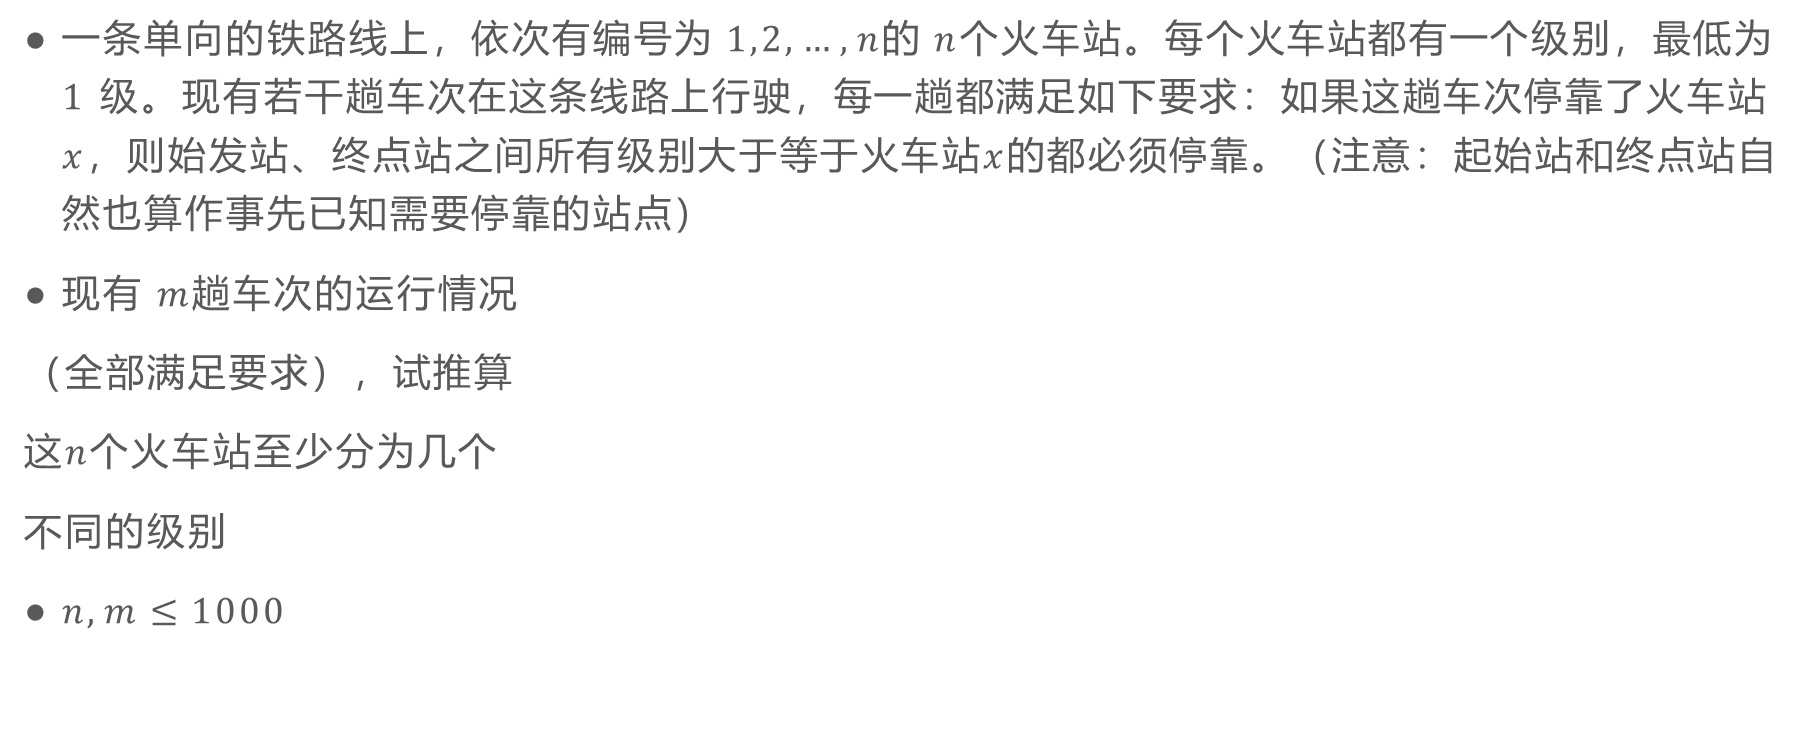 ● 一条单向的铁路线上，依次有编号为 1,2, … , n的 n个火车站。每个火车站都有一个级别，最低为
1 级。现有若干趟车次在这条线路上行驶，每一趟都满足如下要求：如果这趟车次停靠了火车站
x，则始发站、终点站之间所有级别大于等于火车站x的都必须停靠。（注意：起始站和终点站自
然也算作事先已知需要停靠的站点）
● 现有 m趟车次的运行情况
（全部满足要求），试推算
这n个火车站至少分为几个
不同的级别
● n, m ≤ 1000